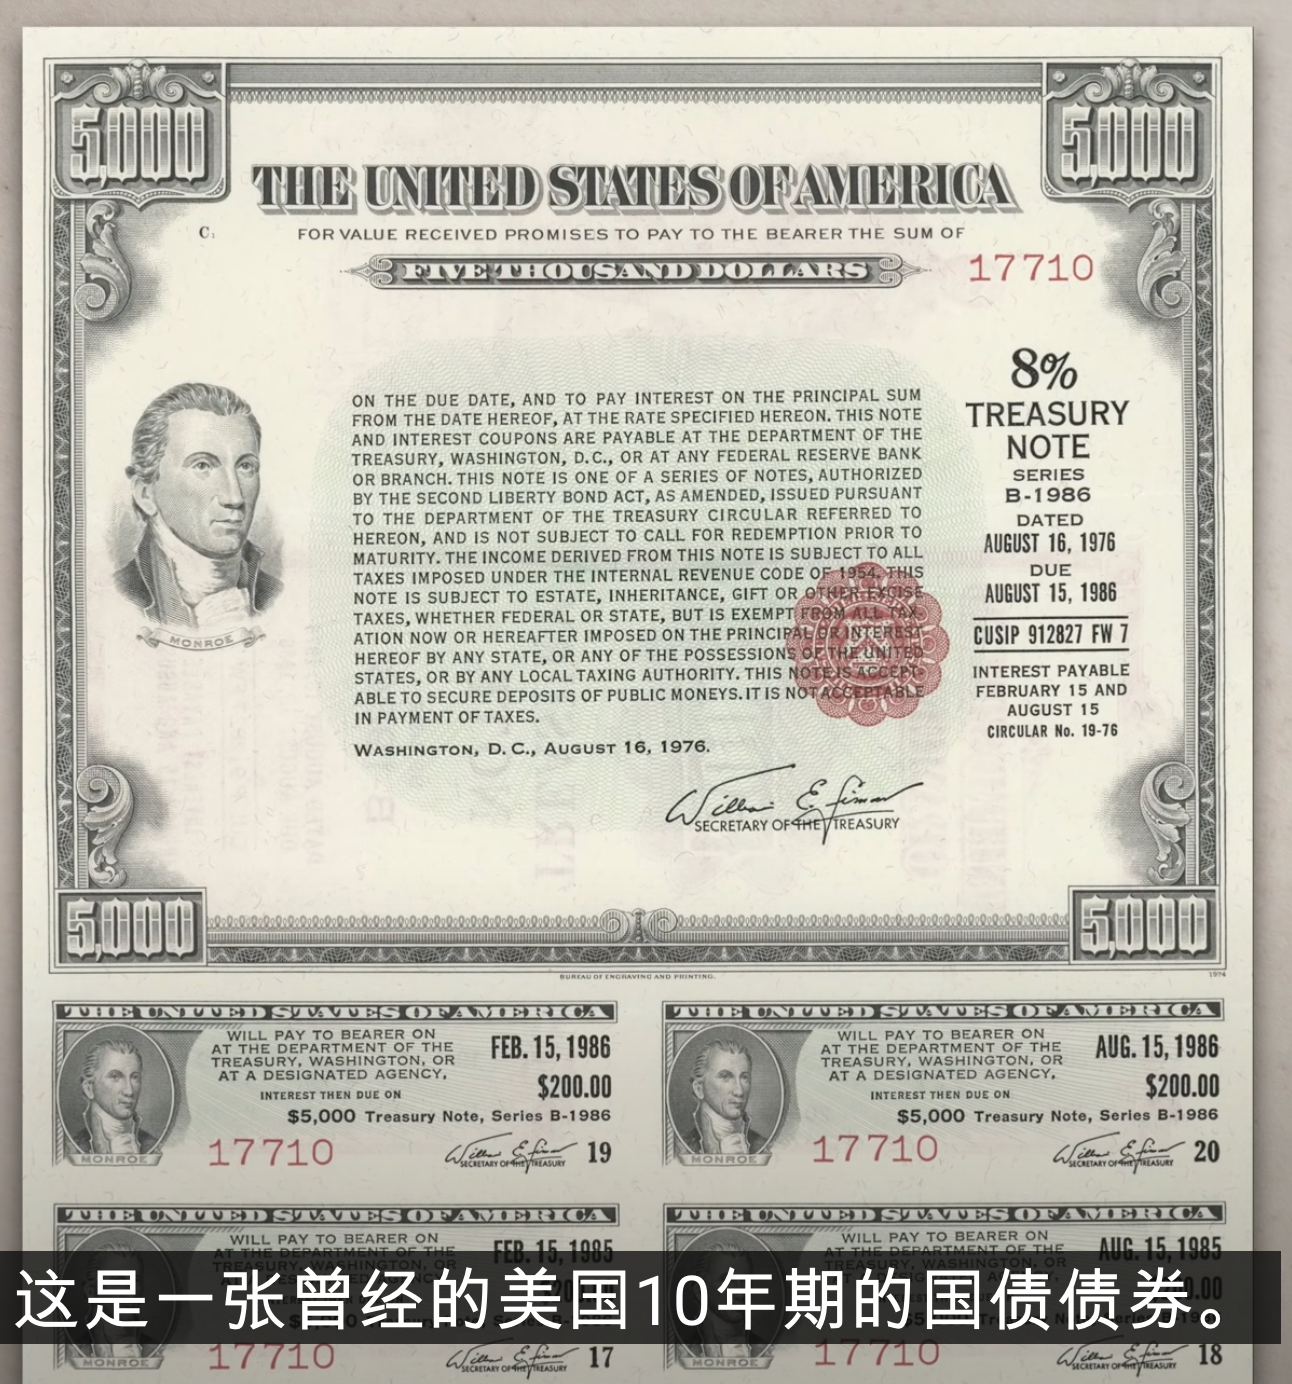 5,000
5,000
THE UNITED STATES OF AMERICA
C1
FOR VALUE RECEIVED PROMISES TO PAY TO THE BEARER THE SUM OF
FIVE THOUSAND DOLLARS
17710
ON THE DUE DATE, AND TO PAY INTEREST ON THE PRINCIPAL SUM
FROM THE DATE HEREOF, AT THE RATE SPECIFIED HEREON. THIS NOTE
AND INTEREST COUPONS ARE PAYABLE AT THE DEPARTMENT OF THE
TREASURY, WASHINGTON, D.C., OR AT ANY FEDERAL RESERVE BANK
OR BRANCH. THIS NOTE IS ONE OF A SERIES OF NOTES, AUTHORIZED
BY THE SECOND LIBERTY BOND ACT, AS AMENDED, ISSUED PURSUANT
TO THE DEPARTMENT OF THE TREASURY CIRCULAR REFERRED TO
HEREON, AND IS NOT SUBJECT TO CALL FOR REDEMPTION PRIOR TO
MATURITY. THE INCOME DERIVED FROM THIS NOTE IS SUBJECT TO ALL
TAXES IMPOSED UNDER THE INTERNAL REVENUE CODE OF 1954. THIS
NOTE IS SUBJECT TO ESTATE, INHERITANCE, GIFT OR OTHER EXCISE
TAXES, WHETHER FEDERAL OR STATE, BUT IS EXEMPT FROM ALL TAX-
ATION NOW OR HEREAFTER IMPOSED ON THE PRINCIPAL OR INTEREST
HEREOF BY ANY STATE, OR ANY OF THE POSSESSIONS OF THE UNITED
STATES, OR BY ANY LOCAL TAXING AUTHORITY. THIS NOTE IS ACCEPT-
ABLE TO SECURE DEPOSITS OF PUBLIC MONEYS. IT IS NOT ACCEPTABLE
IN PAYMENT OF TAXES.
WASHINGTON, D.C., AUGUST 16, 1976.
MONROE
8%
TREASURY
NOTE
SERIES
B-1986
DATED
AUGUST 16, 1976
DUE
AUGUST 15, 1986
CUSIP 912827 FW 7
INTEREST PAYABLE
FEBRUARY 15 AND
AUGUST 15
CIRCULAR No. 19-76
William E. Simon
SECRETARY OF THE TREASURY
5,000
5,000
BUREAU OF ENGRAVING AND PRINTING.
1974
THE UNITED STATES OF AMERICA
WILL PAY TO BEARER ON
AT THE DEPARTMENT OF THE
TREASURY, WASHINGTON, OR
AT A DESIGNATED AGENCY,
INTEREST THEN DUE ON
FEB. 15, 1986
$200.00
$5,000 Treasury Note, Series B-1986
MONROE
17710
William E. Simon
SECRETARY OF THE TREASURY
19
THE UNITED STATES OF AMERICA
WILL PAY TO BEARER ON
AT THE DEPARTMENT OF THE
TREASURY, WASHINGTON, OR
AT A DESIGNATED AGENCY,
INTEREST THEN DUE ON
AUG. 15, 1986
$200.00
$5,000 Treasury Note, Series B-1986
MONROE
17710
William E. Simon
SECRETARY OF THE TREASURY
20
THE UNITED STATES OF AMERICA
WILL PAY TO BEARER ON
AT THE DEPARTMENT OF THE
FEB. 15, 1985
MONROE
17710
William E. Simon
SECRETARY OF THE TREASURY
17
THE UNITED STATES OF AMERICA
WILL PAY TO BEARER ON
AT THE DEPARTMENT OF THE
AUG. 15, 1985
MONROE
17710
William E. Simon
SECRETARY OF THE TREASURY
18
这是一张曾经的美国10年期的国债债券。